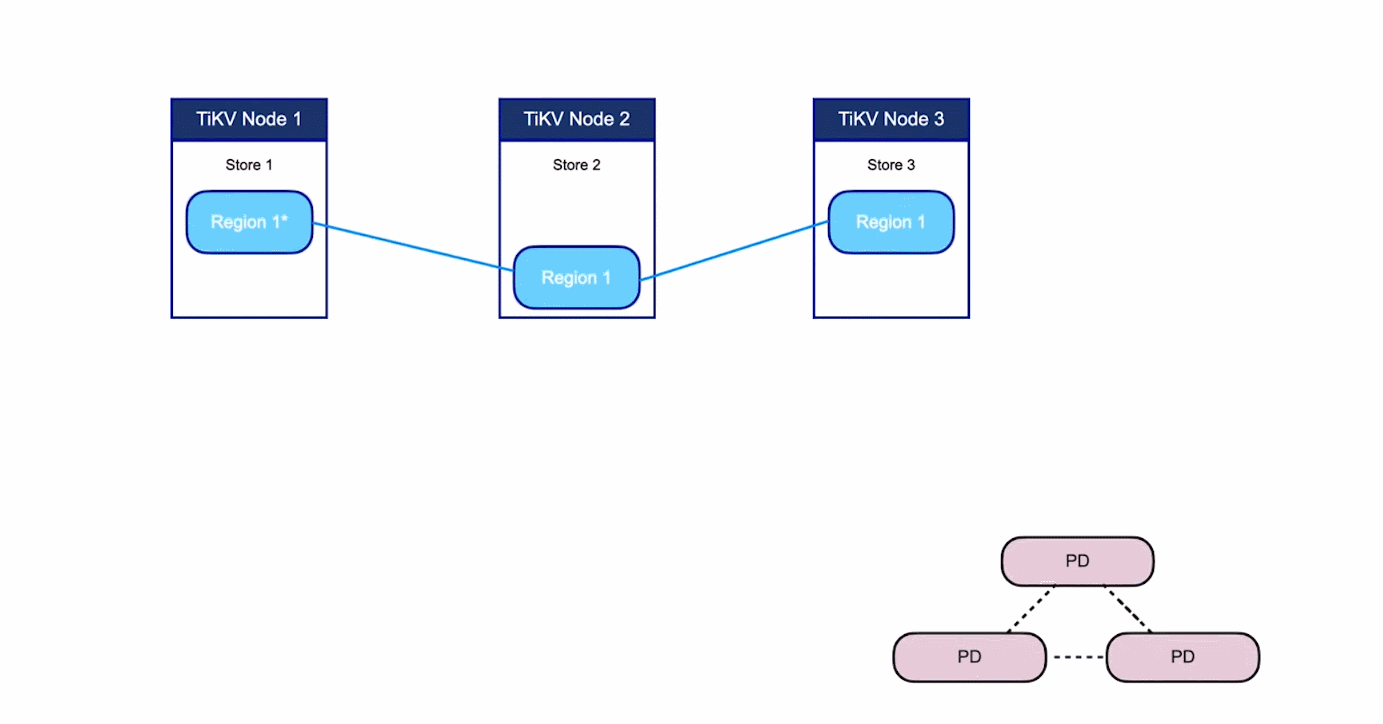 TiKV Node 1
TiKV Node 2
TiKV Node 3
Store 1
Store 2
Store 3
Region 1*
Region 1
Region 1
PD
PD
PD